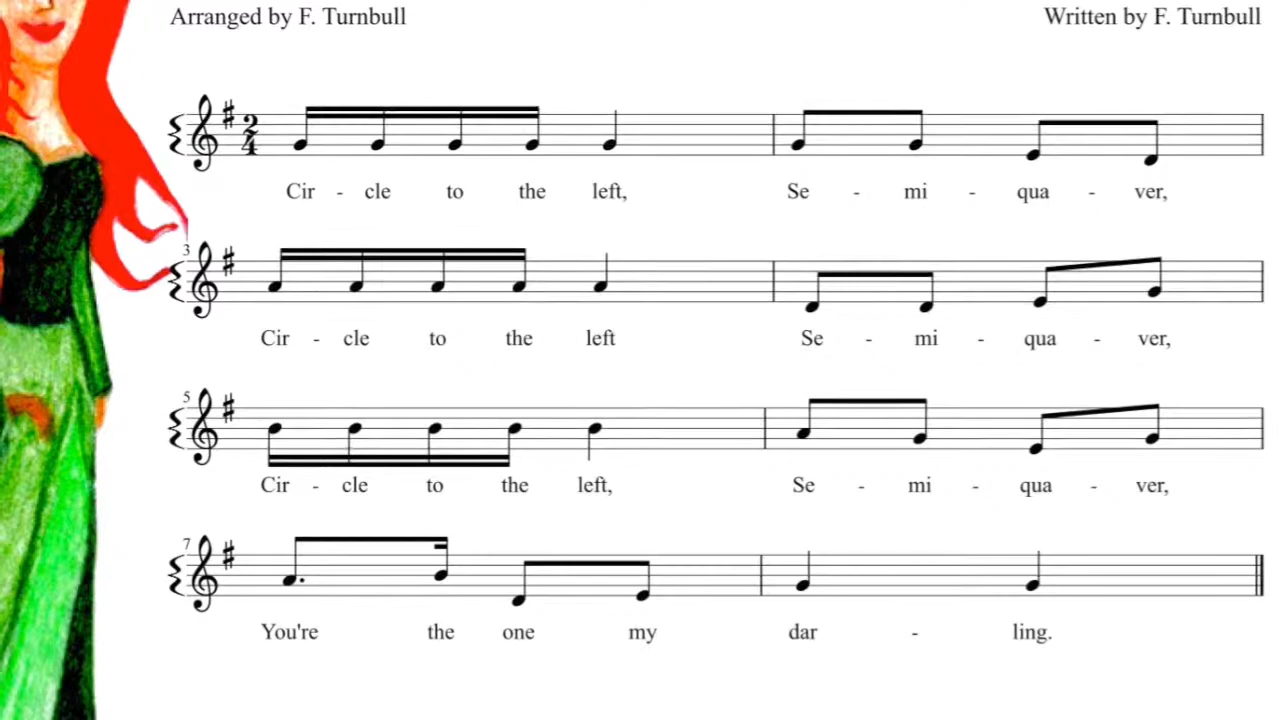 Arranged by F. Turnbull
Written by F. Turnbull
2
4
Cir - cle to the left, Se - mi - qua - ver,
3
Cir - cle to the left Se - mi - qua - ver,
5
Cir - cle to the left, Se - mi - qua - ver,
7
You're the one my dar - ling.